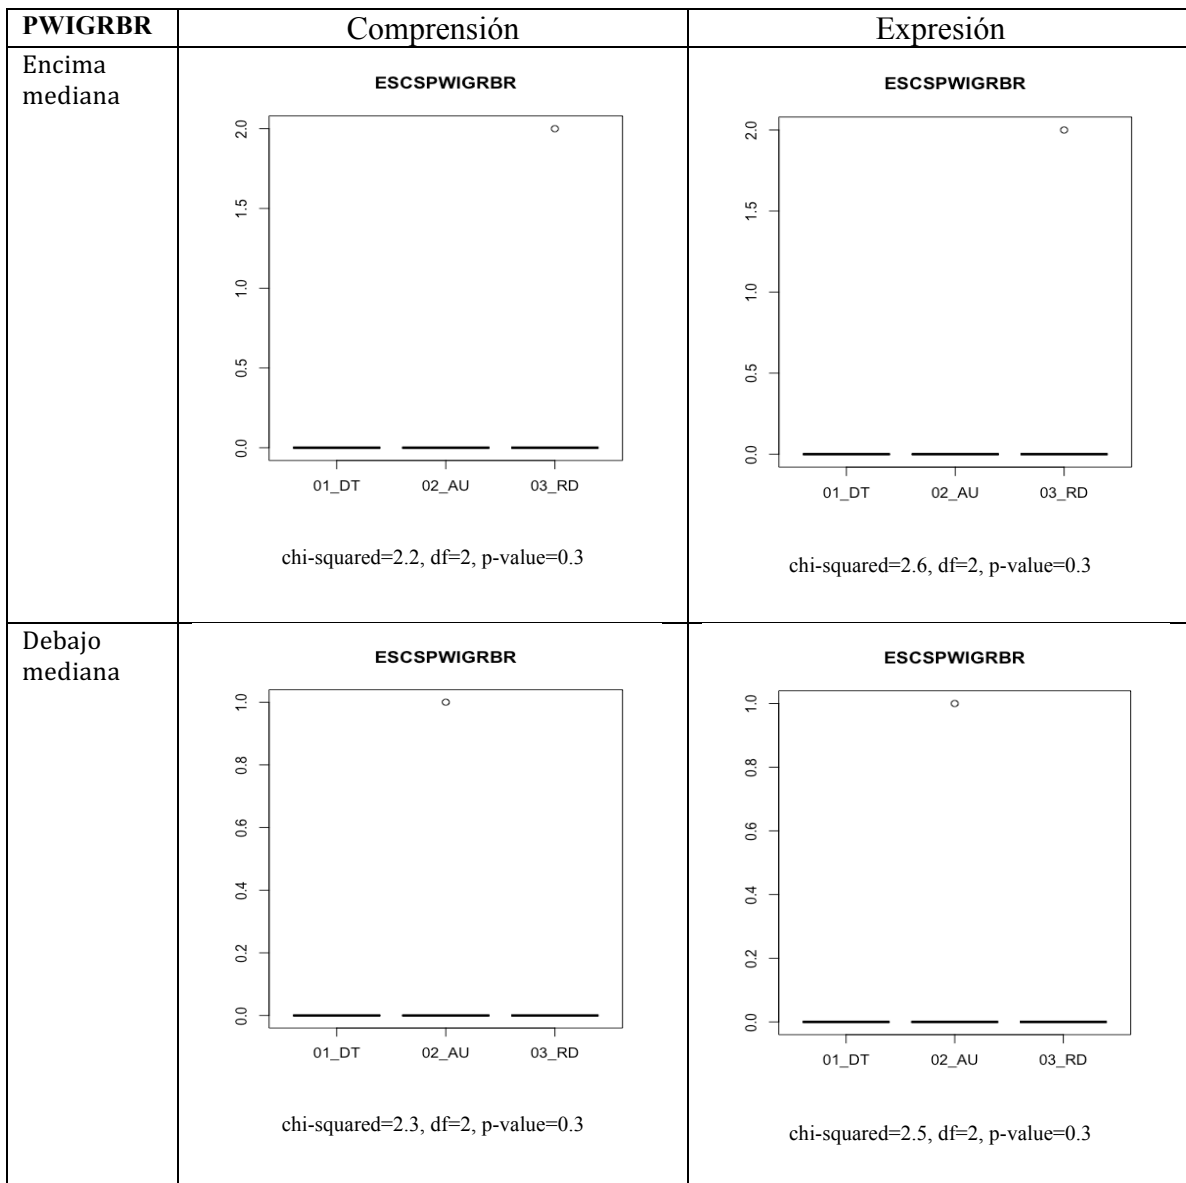 PWIGRBR
Comprensión
Expresión
Encima
mediana
ESCSPWIGRBR
2.0
1.5
1.0
0.5
0.0
01_DT 02_AU 03_RD
chi-squared=2.2, df=2, p-value=0.3
ESCSPWIGRBR
2.0
1.5
1.0
0.5
0.0
01_DT 02_AU 03_RD
chi-squared=2.6, df=2, p-value=0.3
Debajo
mediana
ESCSPWIGRBR
1.0
0.8
0.6
0.4
0.2
0.0
01_DT 02_AU 03_RD
chi-squared=2.3, df=2, p-value=0.3
ESCSPWIGRBR
1.0
0.8
0.6
0.4
0.2
0.0
01_DT 02_AU 03_RD
chi-squared=2.5, df=2, p-value=0.3